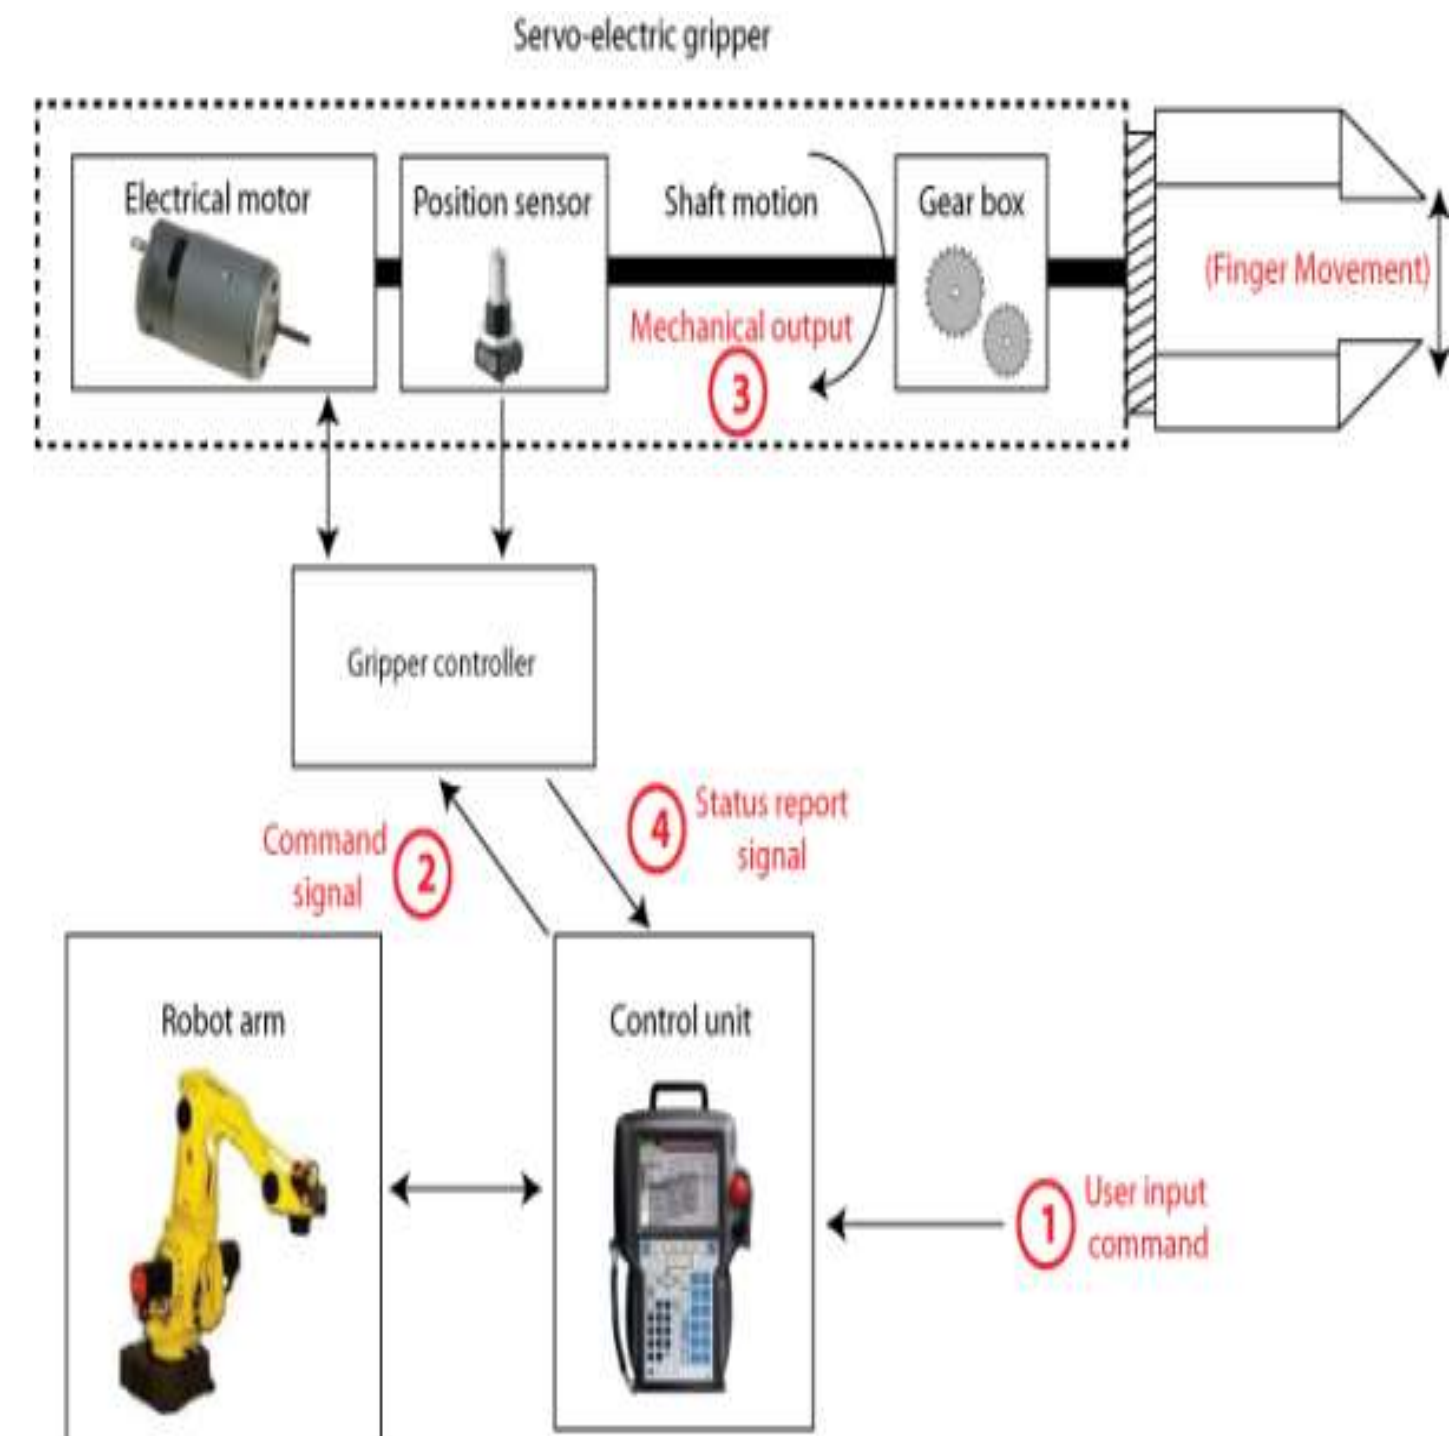 Servo-electric gripper
Electrical motor
Position sensor
Shaft motion
Gear box
(Finger Movement)
Mechanical output
3
Gripper controller
Command
signal
2
4
Status report
signal
Robot arm
Control unit
1
User input
command